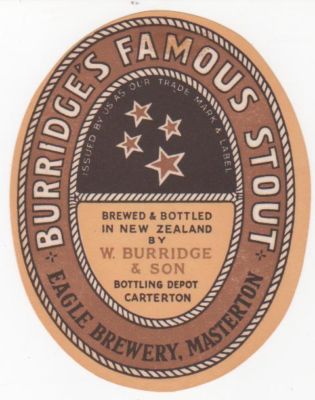 BURRIDGE'S FAMOUS STOUT
ISSUED BY US AS OUR TRADE MARK & LABEL
BREWED & BOTTLED
IN NEW ZEALAND
BY
W. BURRIDGE
& SON
BOTTLING DEPOT
CARTERTON
EAGLE BREWERY, MASTERTON